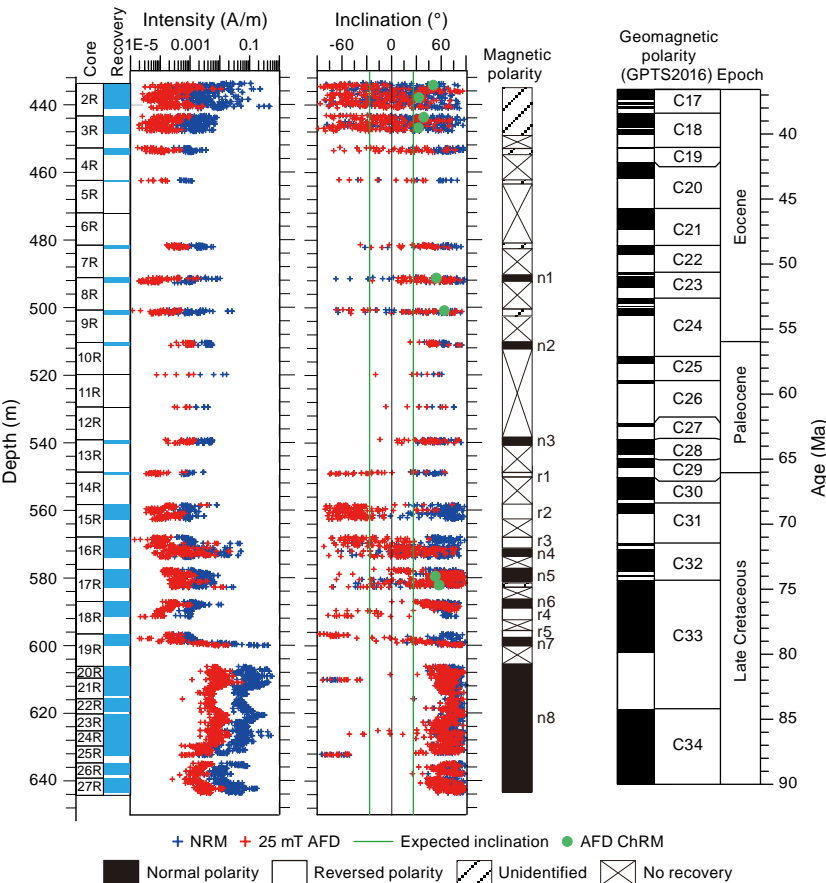 Intensity (A/m)
Inclination (°)
Core
Recovery
1E-5 0.001 0.1
-60 0 60
Magnetic
polarity
Geomagnetic
polarity
(GPTS2016) Epoch
Depth (m)
440
460
480
500
520
540
560
580
600
620
640
2R
3R
4R
5R
6R
7R
8R
9R
10R
11R
12R
13R
14R
15R
16R
17R
18R
19R
20R
21R
22R
23R
24R
25R
26R
27R
n1
n2
n3
r1
r2
r3
n4
n5
n6
r4
r5
n7
n8
C17
C18
C19
C20
C21
C22
C23
C24
C25
C26
C27
C28
C29
C30
C31
C32
C33
C34
Eocene
Paleocene
Late Cretaceous
40
45
50
55
60
65
70
75
80
85
90
Age (Ma)
NRM 25 mT AFD Expected inclination AFD ChRM
Normal polarity Reversed polarity Unidentified No recovery